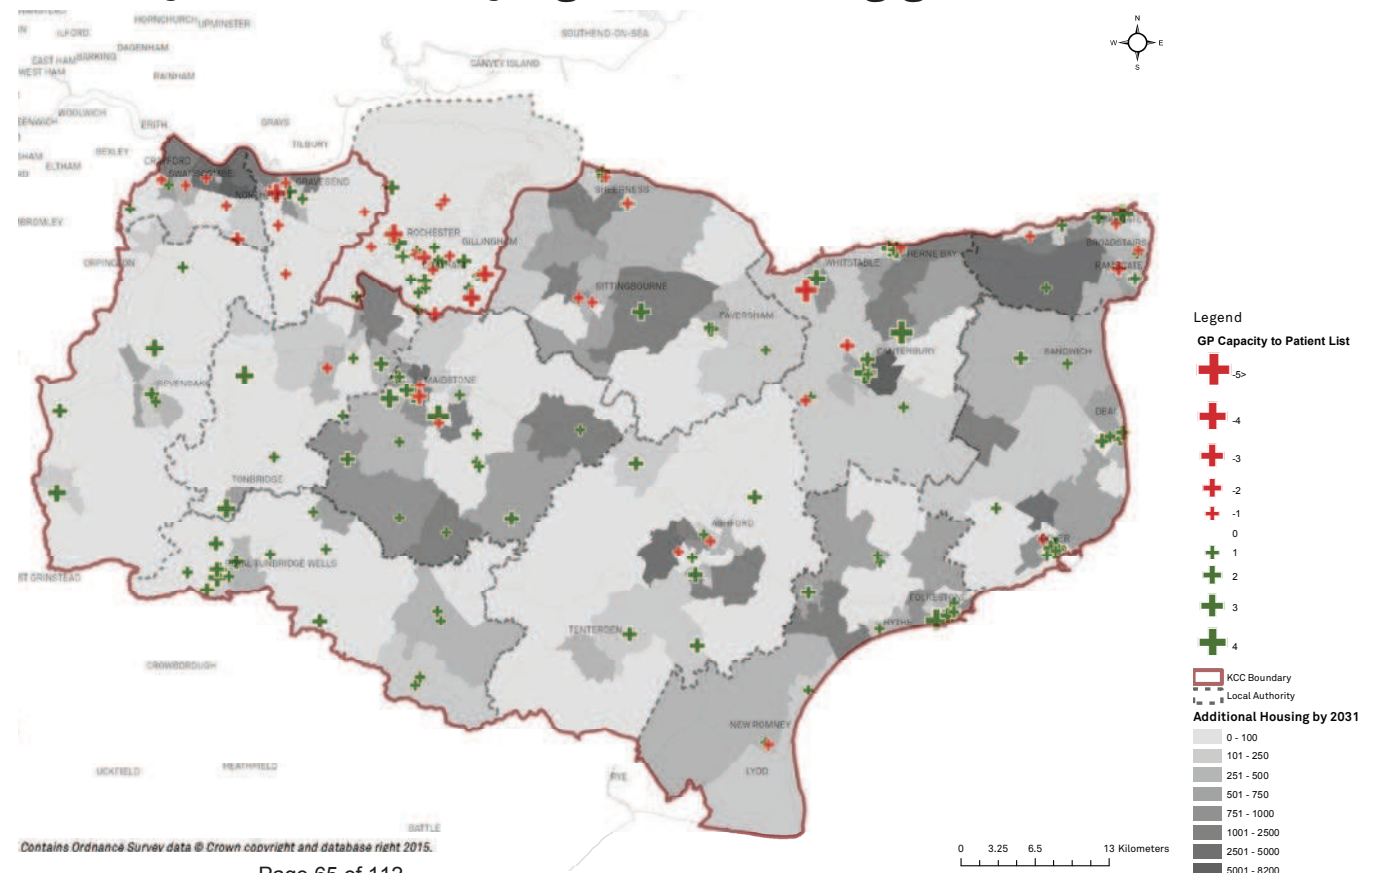 HORNCHURCH
UPMINSTER
ILFORD
SOUTHEND-ON-SEA
DAGENHAM
EAST HAM
BARKING
WEST HAM
RAINHAM
CANVEY ISLAND
WOOLWICH
ERITH
GRAYS
TILBURY
BEXLEY
ELTHAM
CRAYFORD
SWANSCOMBE
GRAVESEND
SHEERNESS
BROMLEY
ROCHESTER
GILLINGHAM
BROADSTAIRS
ORPINGTON
WHITSTABLE
HERNE BAY
RAMSGATE
SITTINGBOURNE
FAVERSHAM
CANTERBURY
SANDWICH
MAIDSTONE
SEVENOAKS
DEAL
TONBRIDGE
ASHFORD
ST GRINSTEAD
TUNBRIDGE WELLS
HYTHE
TENTERDEN
CROWBOROUGH
NEW ROMNEY
LYDD
UCKFIELD
HEATHFIELD
RYE
BATTLE
N
W
E
S
Legend
GP Capacity to Patient List
-5>
-4
-3
-2
-1
0
1
2
3
4
KCC Boundary
Local Authority
Additional Housing by 2031
0 - 100
101 - 250
251 - 500
501 - 750
751 - 1000
1001 - 2500
2501 - 5000
5001 - 8200
0 3.25 6.5 13 Kilometers
Contains Ordnance Survey data © Crown copyright and database right 2015.
Page 65 of 112